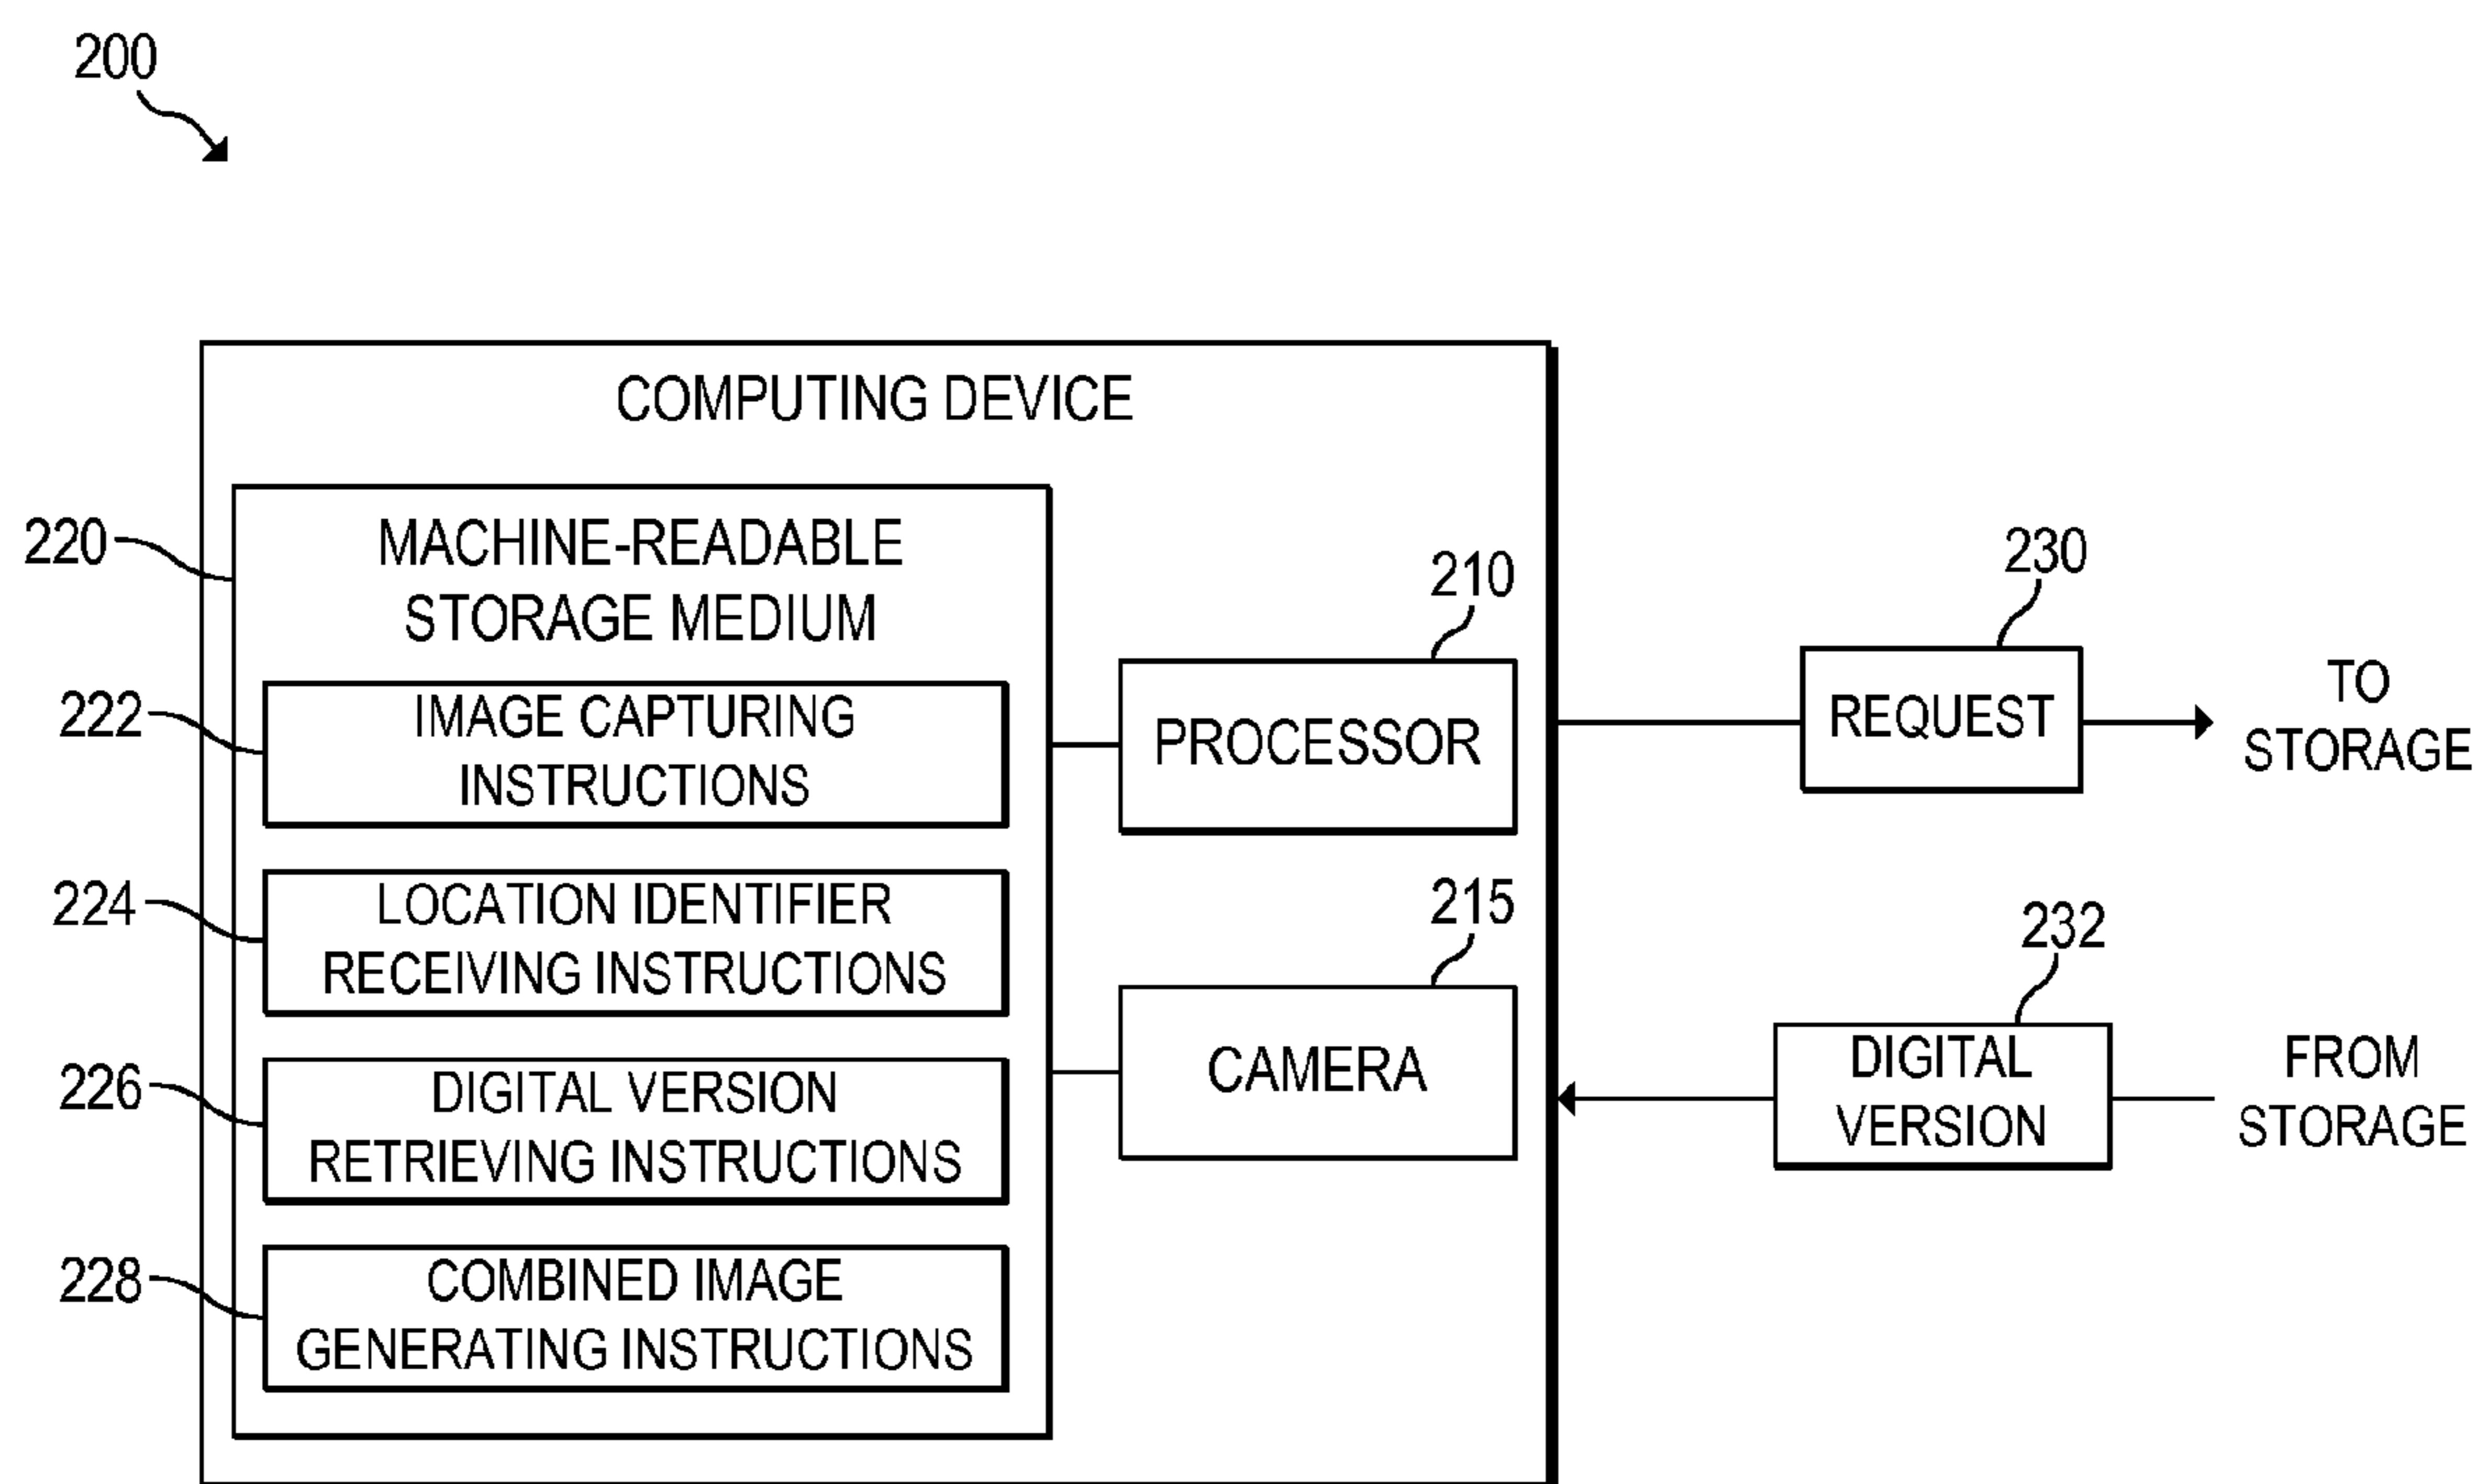 200
COMPUTING DEVICE
220
MACHINE-READABLE
STORAGE MEDIUM
222
IMAGE CAPTURING
INSTRUCTIONS
224
LOCATION IDENTIFIER
RECEIVING INSTRUCTIONS
226
DIGITAL VERSION
RETRIEVING INSTRUCTIONS
228
COMBINED IMAGE
GENERATING INSTRUCTIONS
210
PROCESSOR
215
CAMERA
230
REQUEST
TO
STORAGE
232
DIGITAL
VERSION
FROM
STORAGE